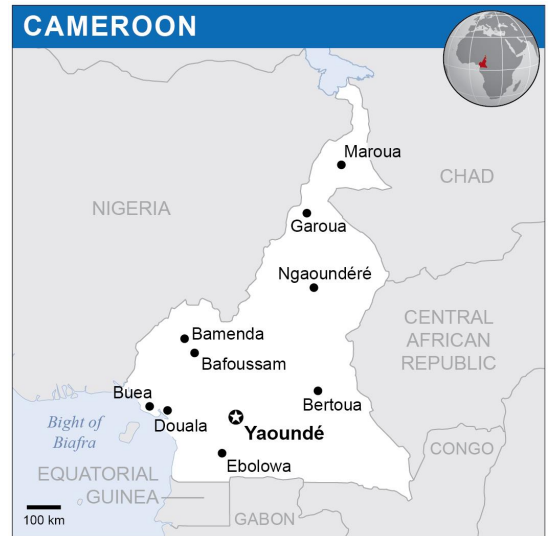 CAMEROON
Maroua
CHAD
NIGERIA
Garoua
Ngaoundéré
CENTRAL
AFRICAN
REPUBLIC
Bamenda
Bafoussam
Buea
Bertoua
Douala
Bight of
Biafra
Yaoundé
CONGO
Ebolowa
EQUATORIAL
GUINEA
GABON
100 km